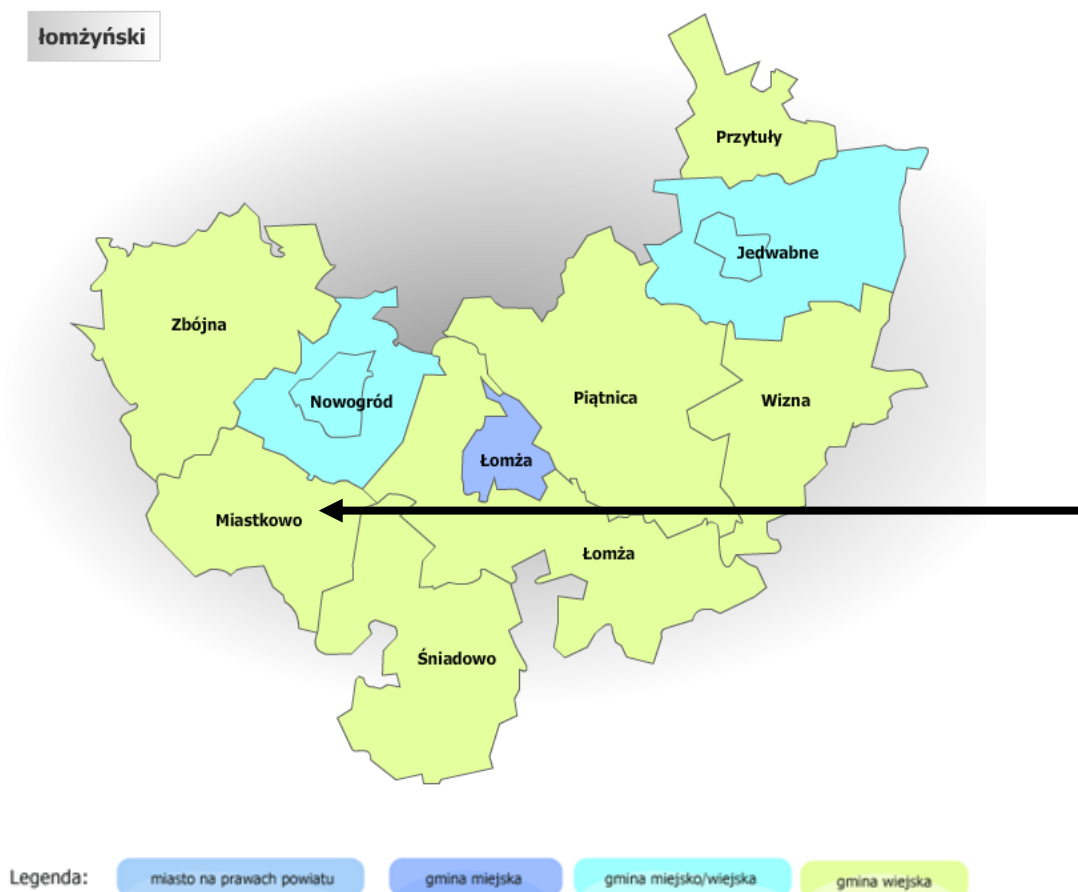 łomżyński
Przytuły
Jedwabne
Zbójna
Nowogród
Piątnica
Wizna
Łomża
Miastkowo
Łomża
Śniadowo
Legenda: miasto na prawach powiatu gmina miejska gmina miejsko/wiejska gmina wiejska